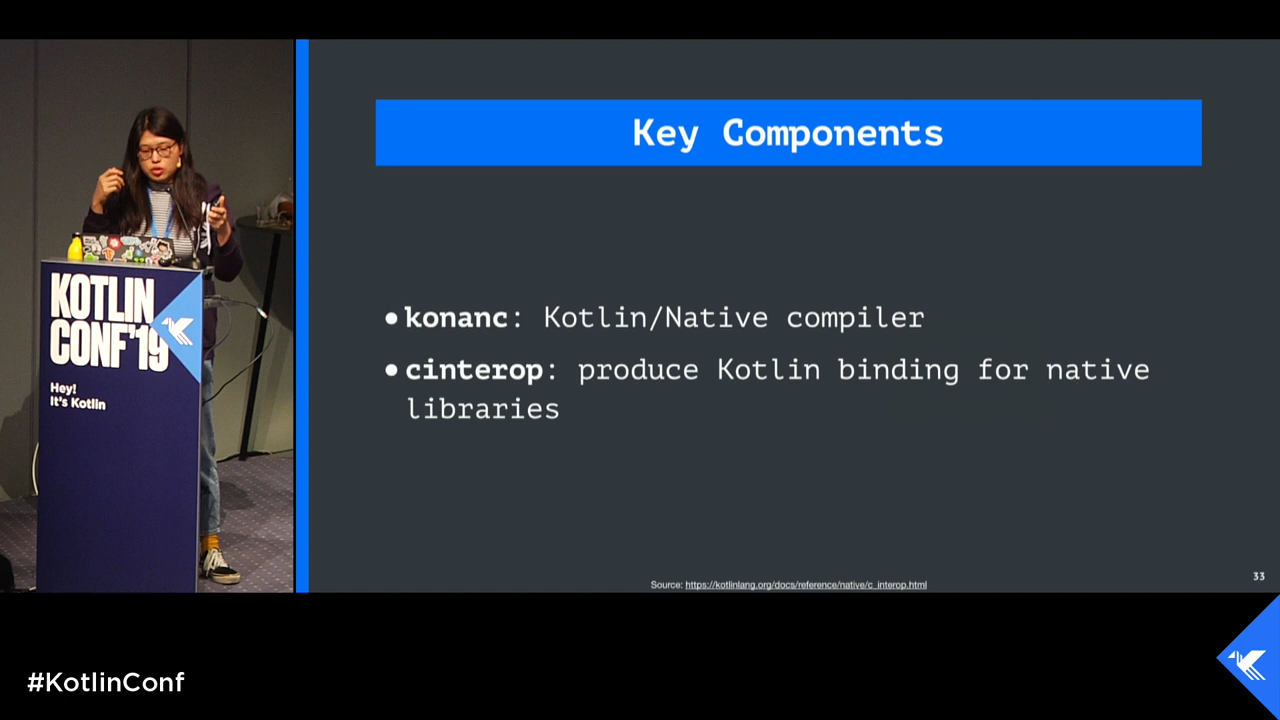 Key Components
●konanc: Kotlin/Native compiler
●cinterop: produce Kotlin binding for native
libraries
Source: https://kotlinlang.org/docs/reference/native/c_interop.html
33
KOTLIN
CONF'19
Hey!
It's Kotlin
#KotlinConf